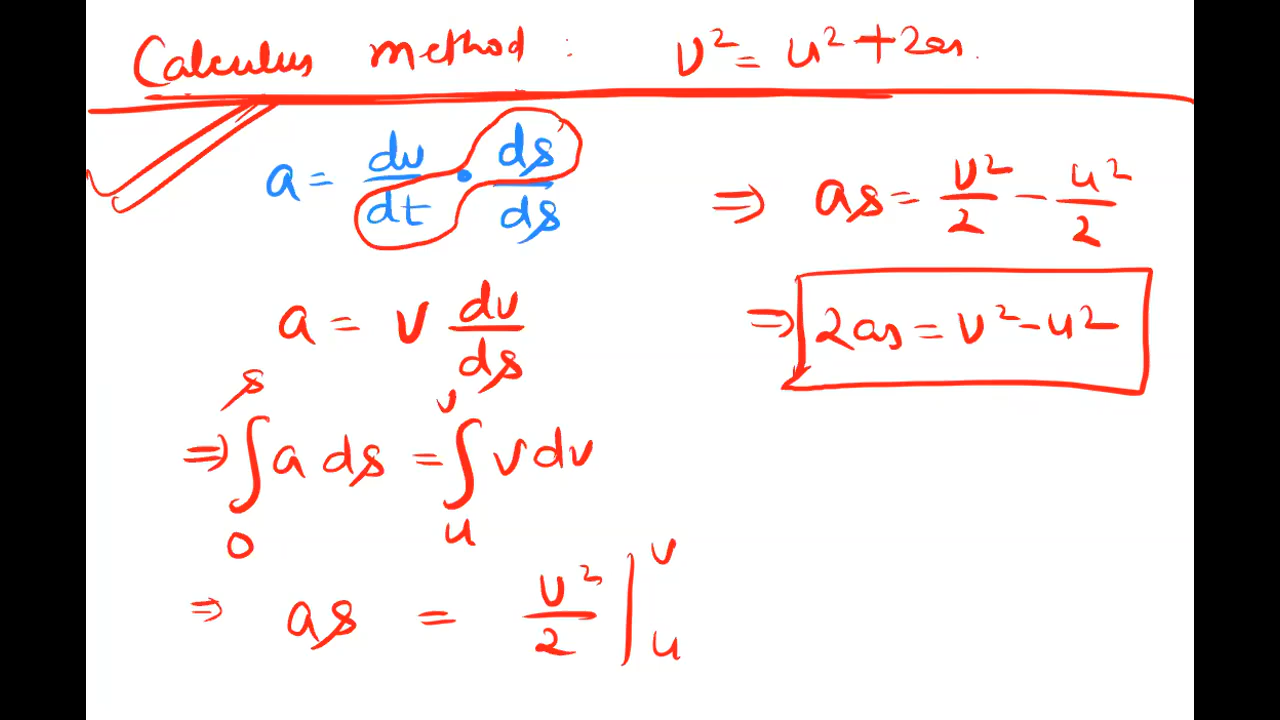 Calculus method : v² = u² + 2as.
a = dv/dt · ds/ds
a = v dv/ds
⇒ ∫₀ˢ a ds = ∫ᵤᵛ v dv
⇒ as = v²/2 |ᵤᵛ
⇒ as = v²/2 − u²/2
⇒ 2as = v² − u²